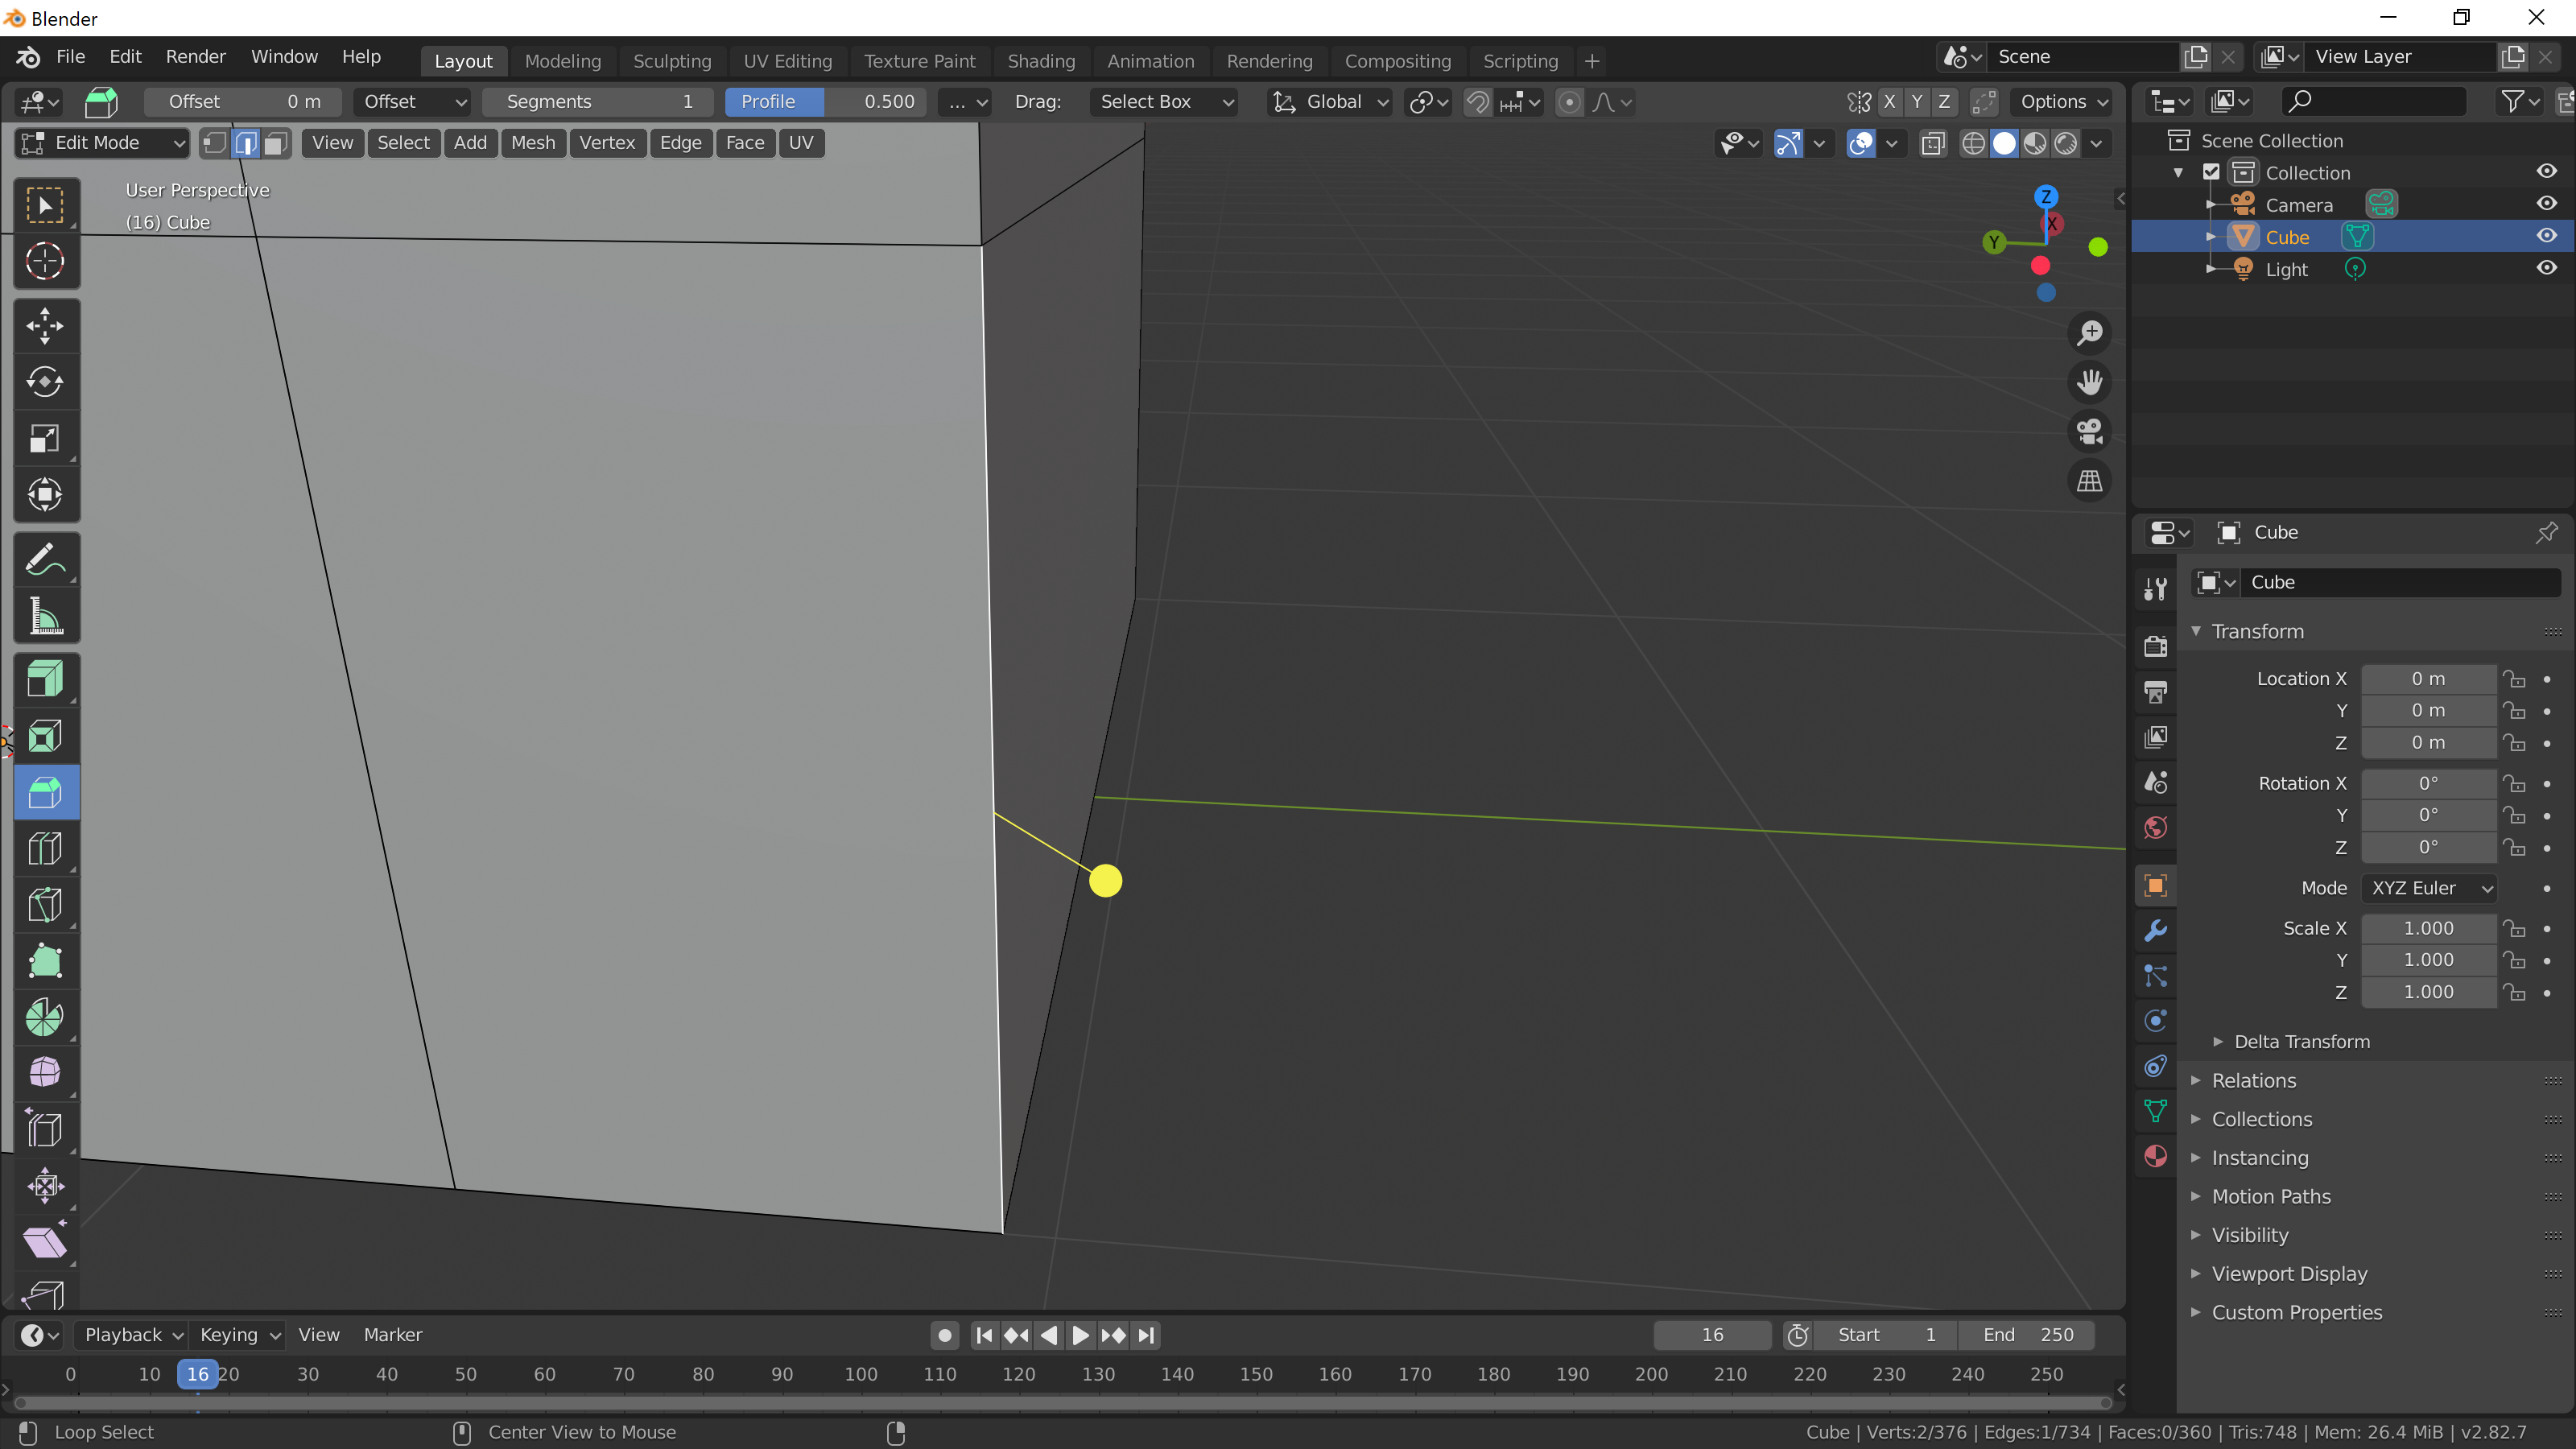 Blender
File Edit Render Window Help Layout Modeling Sculpting UV Editing Texture Paint Shading Animation Rendering Compositing Scripting + Scene View Layer
Offset 0 m Offset Segments 1 Profile 0.500 ... Drag: Select Box Global X Y Z Options
Edit Mode View Select Add Mesh Vertex Edge Face UV
User Perspective
(16) Cube
Z
X
Y
Scene Collection
Collection
Camera
Cube
Light
Cube
Cube
Transform
Location X 0 m
Y 0 m
Z 0 m
Rotation X 0°
Y 0°
Z 0°
Mode XYZ Euler
Scale X 1.000
Y 1.000
Z 1.000
Delta Transform
Relations
Collections
Instancing
Motion Paths
Visibility
Viewport Display
Custom Properties
Playback Keying View Marker 16 Start 1 End 250
0 10 16 20 30 40 50 60 70 80 90 100 110 120 130 140 150 160 170 180 190 200 210 220 230 240 250
Loop Select Center View to Mouse Cube | Verts:2/376 | Edges:1/734 | Faces:0/360 | Tris:748 | Mem: 26.4 MiB | v2.82.7